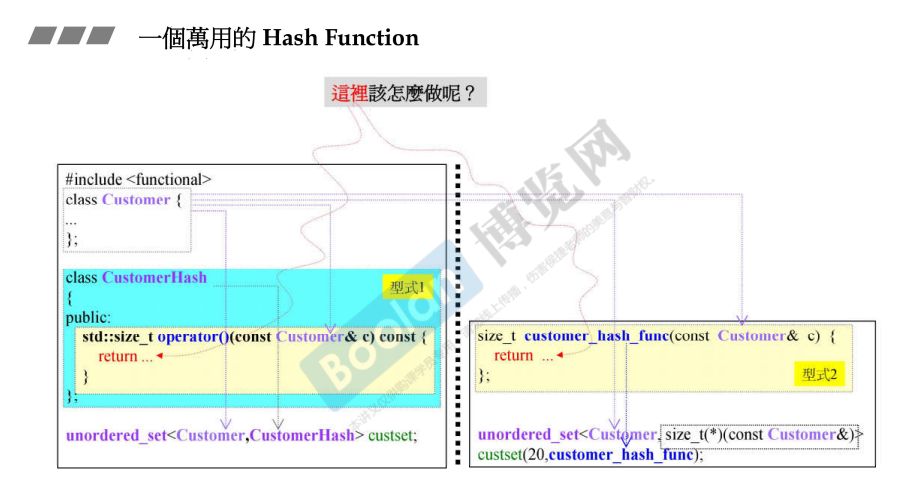 一個萬用的 Hash Function
這裡該怎麼做呢？
#include <functional>
class Customer {
...
};
class CustomerHash
型式1
{
public:
std::size_t operator()(const Customer& c) const {
return ...
}
};
unordered_set<Customer,CustomerHash> custset;
size_t customer_hash_func(const Customer& c) {
return ...
};
型式2
unordered_set<Customer, size_t(*)(const Customer&)>
custset(20,customer_hash_func);
Boolan 博览网